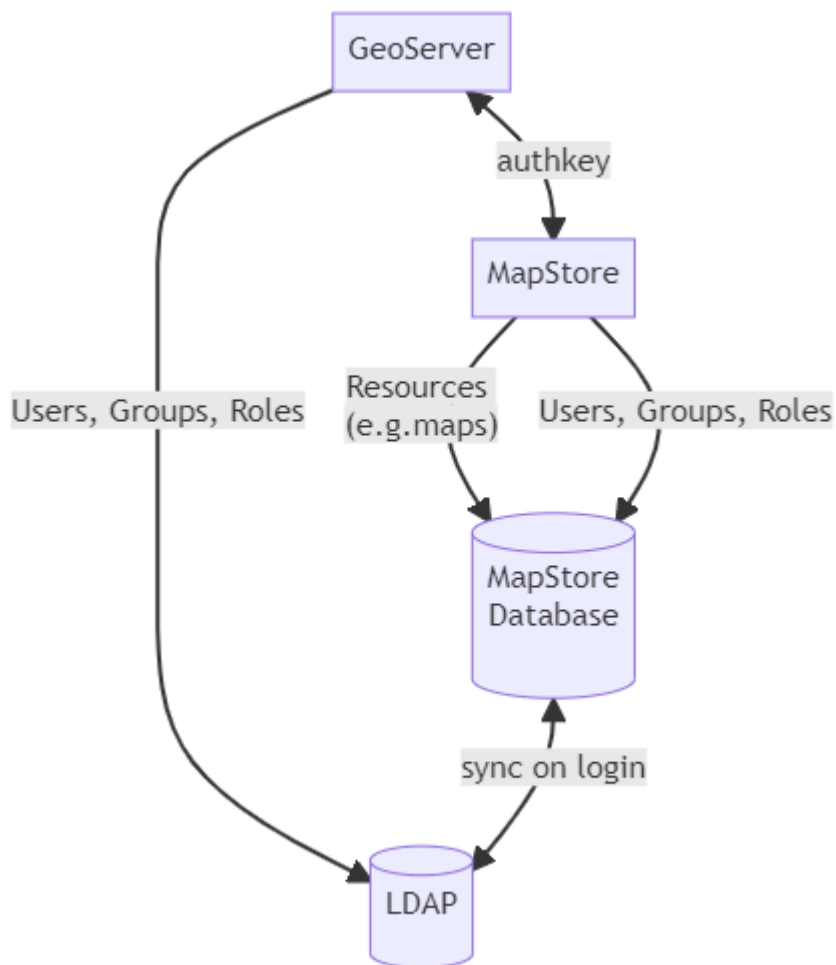 GeoServer
authkey
MapStore
Resources
(e.g.maps)
Users, Groups, Roles
Users, Groups, Roles
MapStore
Database
sync on login
LDAP